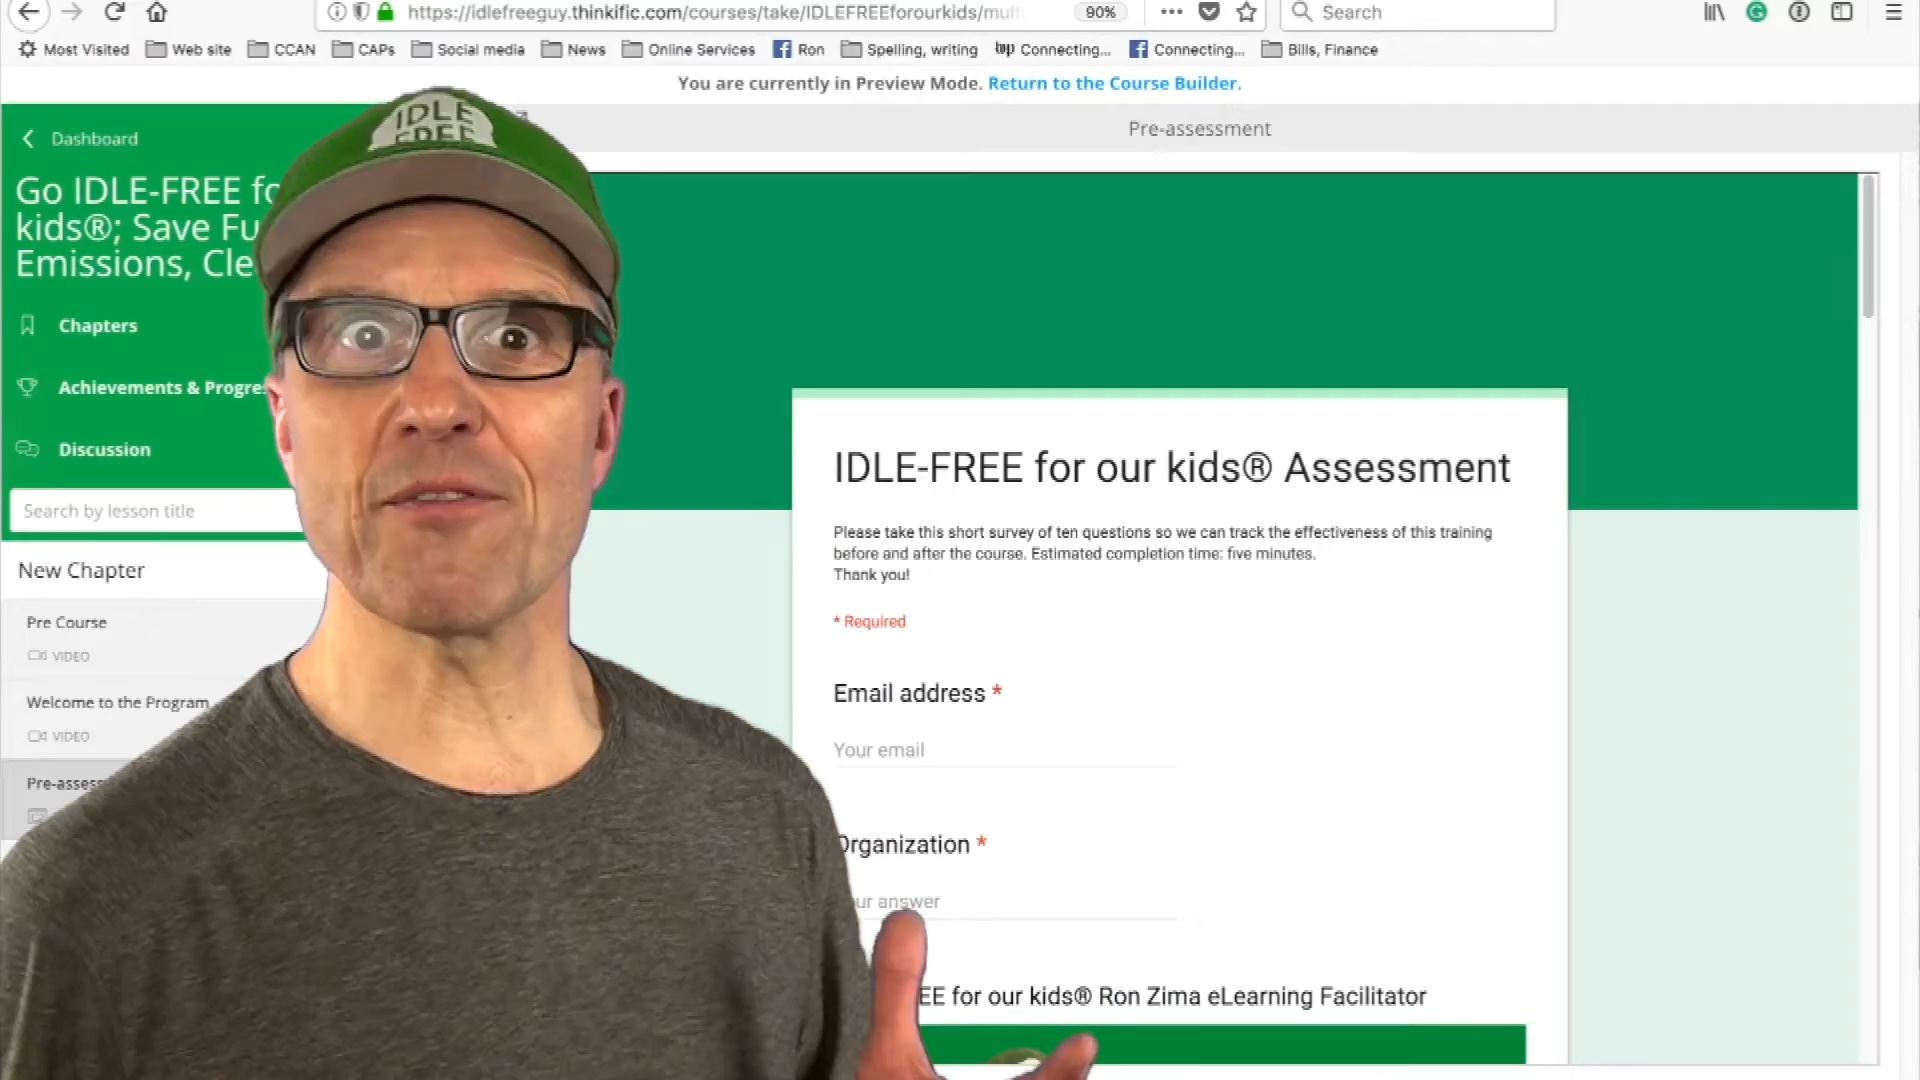 https://idlefreeguy.thinkific.com/courses/take/IDLEFREEforourkids/mul
90%
Search
Most Visited
Web site
CCAN
CAPs
Social media
News
Online Services
Ron
Spelling, writing
Connecting...
Connecting...
Bills, Finance
You are currently in Preview Mode. Return to the Course Builder.
Dashboard
Pre-assessment
Go IDLE-FREE fo
kids®; Save Fu
Emissions, Cle
IDLE
FREE
Chapters
Achievements & Progres
Discussion
Search by lesson title
New Chapter
Pre Course
VIDEO
Welcome to the Program
VIDEO
Pre-assess
IDLE-FREE for our kids® Assessment
Please take this short survey of ten questions so we can track the effectiveness of this training
before and after the course. Estimated completion time: five minutes.
Thank you!
* Required
Email address *
Your email
Organization *
ur answer
EE for our kids® Ron Zima eLearning Facilitator